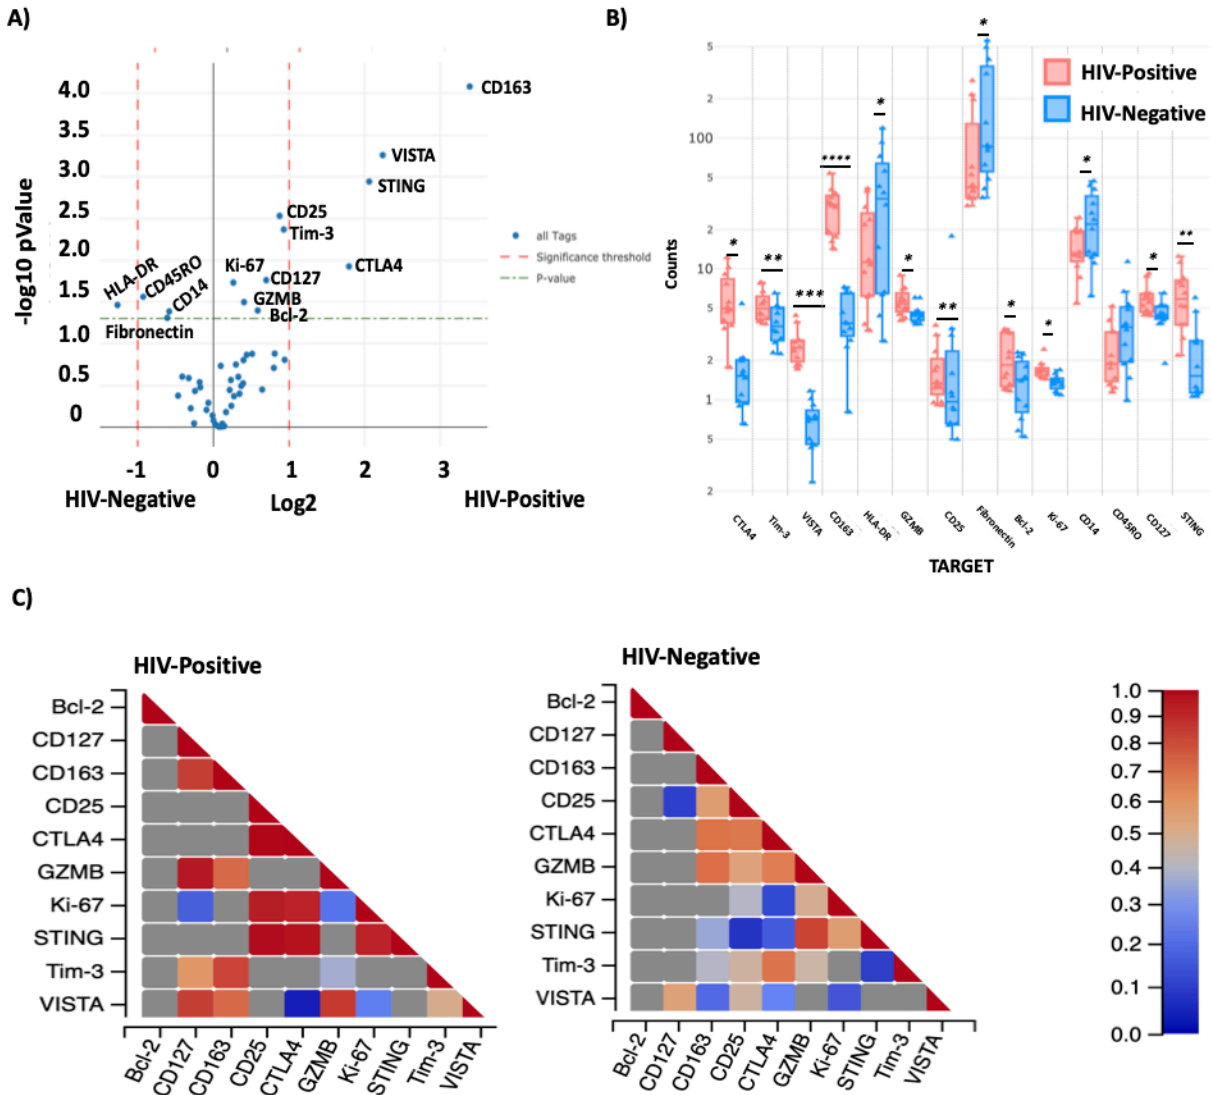 A)
4.0
3.5
3.0
2.5
2.0
1.5
1.0
0.5
0
-log10 pValue
CD163
VISTA
STING
CD25
Tim-3
CTLA4
Ki-67
CD127
GZMB
Bcl-2
HLA-DR
CD45RO
CD14
Fibronectin
-1 0 1 2 3
HIV-Negative Log2 HIV-Positive
all Tags
Significance threshold
P-value
B)
HIV-Positive
HIV-Negative
Counts
5
2
100
5
2
10
5
2
1
5
2
* ** *** **** * * ** * * * * * **
CTLA4 Tim-3 VISTA CD163 HLA-DR GZMB CD25 Fibronectin Bcl-2 Ki-67 CD14 CD45RO CD127 STING
TARGET
C)
HIV-Positive
Bcl-2
CD127
CD163
CD25
CTLA4
GZMB
Ki-67
STING
Tim-3
VISTA
Bcl-2 CD127 CD163 CD25 CTLA4 GZMB Ki-67 STING Tim-3 VISTA
HIV-Negative
Bcl-2
CD127
CD163
CD25
CTLA4
GZMB
Ki-67
STING
Tim-3
VISTA
Bcl-2 CD127 CD163 CD25 CTLA4 GZMB Ki-67 STING Tim-3 VISTA
1.0
0.9
0.8
0.7
0.6
0.5
0.4
0.3
0.2
0.1
0.0